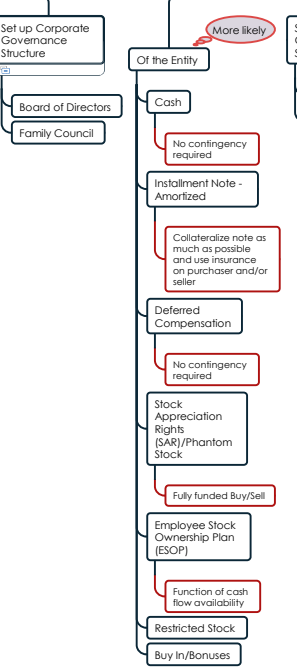 Set up Corporate
Governance
Structure
Board of Directors
Family Council
More likely
Of the Entity
Cash
No contingency
required
Installment Note -
Amortized
Collateralize note as
much as possible
and use insurance
on purchaser and/or
seller
Deferred
Compensation
No contingency
required
Stock
Appreciation
Rights
(SAR)/Phantom
Stock
Fully funded Buy/Sell
Employee Stock
Ownership Plan
(ESOP)
Function of cash
flow availability
Restricted Stock
Buy In/Bonuses